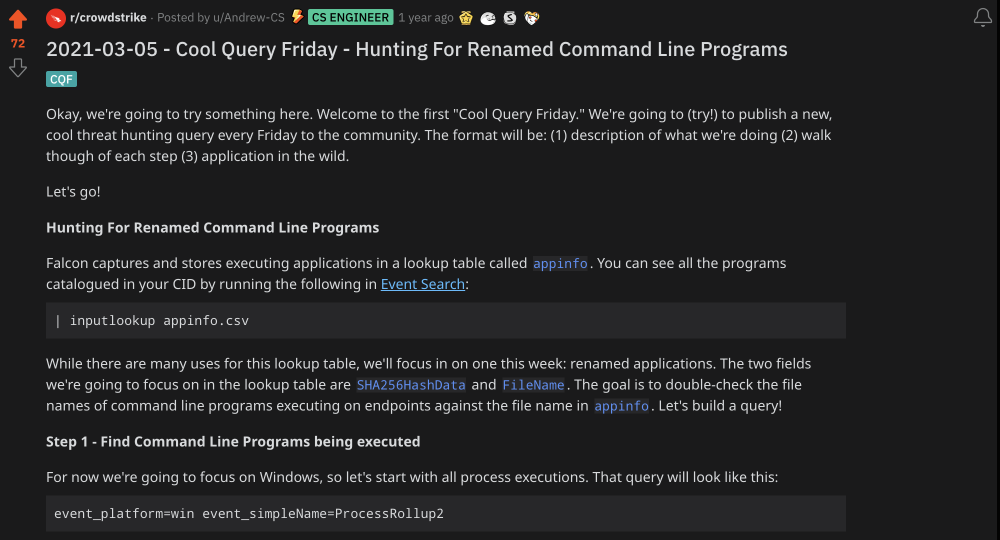 r/crowdstrike · Posted by u/Andrew-CS CS ENGINEER 1 year ago
72
2021-03-05 - Cool Query Friday - Hunting For Renamed Command Line Programs
CQF
Okay, we're going to try something here. Welcome to the first "Cool Query Friday." We're going to (try!) to publish a new,
cool threat hunting query every Friday to the community. The format will be: (1) description of what we're doing (2) walk
though of each step (3) application in the wild.
Let's go!
Hunting For Renamed Command Line Programs
Falcon captures and stores executing applications in a lookup table called appinfo. You can see all the programs
catalogued in your CID by running the following in Event Search:
| inputlookup appinfo.csv
While there are many uses for this lookup table, we'll focus in on one this week: renamed applications. The two fields
we're going to focus on in the lookup table are SHA256HashData and FileName. The goal is to double-check the file
names of command line programs executing on endpoints against the file name in appinfo. Let's build a query!
Step 1 - Find Command Line Programs being executed
For now we're going to focus on Windows, so let's start with all process executions. That query will look like this:
event_platform=win event_simpleName=ProcessRollup2